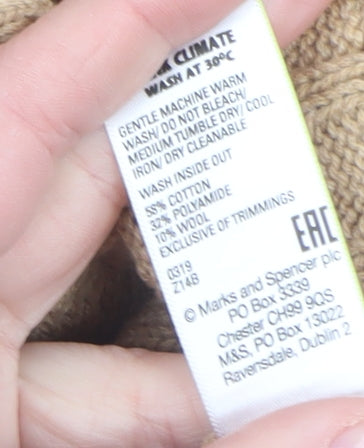 CLIMATE
WASH AT 30°C
GENTLE MACHINE WARM
WASH/ DO NOT BLEACH/
MEDIUM TUMBLE DRY/ COOL
IRON/ DRY CLEANABLE
WASH INSIDE OUT
55% COTTON
32% POLYAMIDE
10% WOOL
EXCLUSIVE OF TRIMMINGS
EAC
0319
Z14B
© Marks and Spencer plc
PO Box 3339
Chester CH99 9QS
M&S, PO Box 13022
Ravensdale, Dublin 2